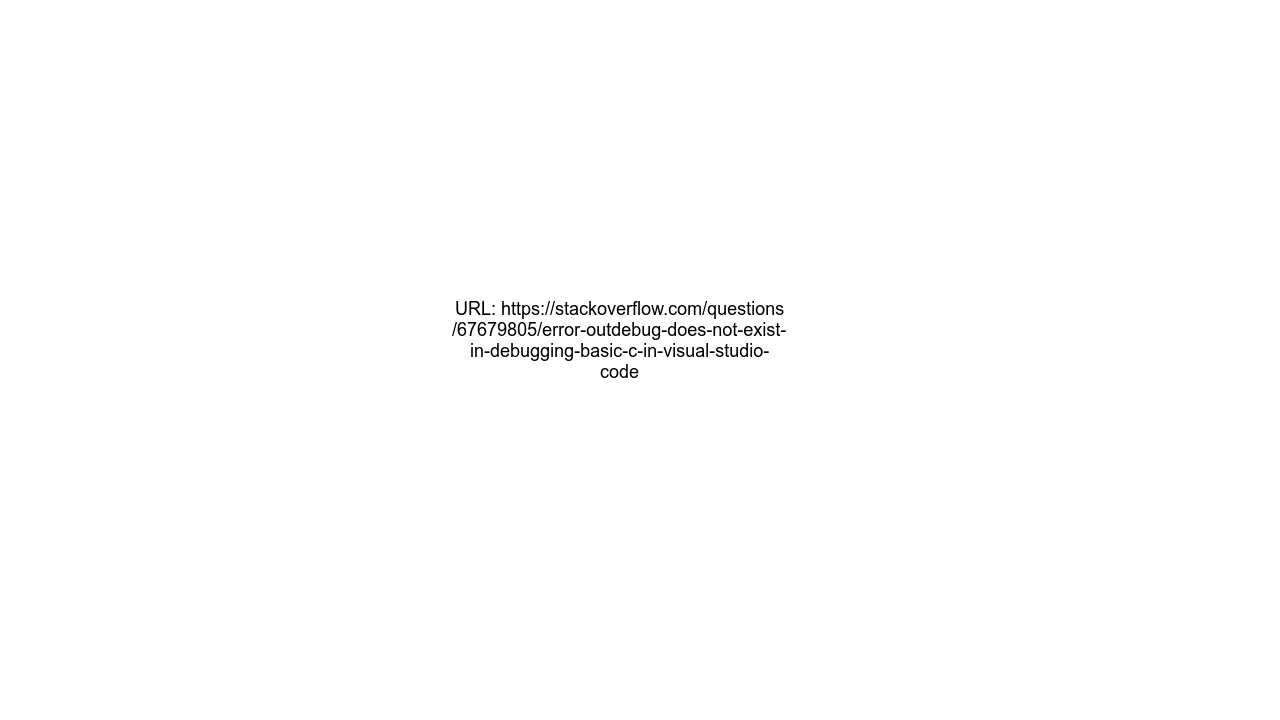 URL: https://stackoverflow.com/questions
/67679805/error-outdebug-does-not-exist-
in-debugging-basic-c-in-visual-studio-
code